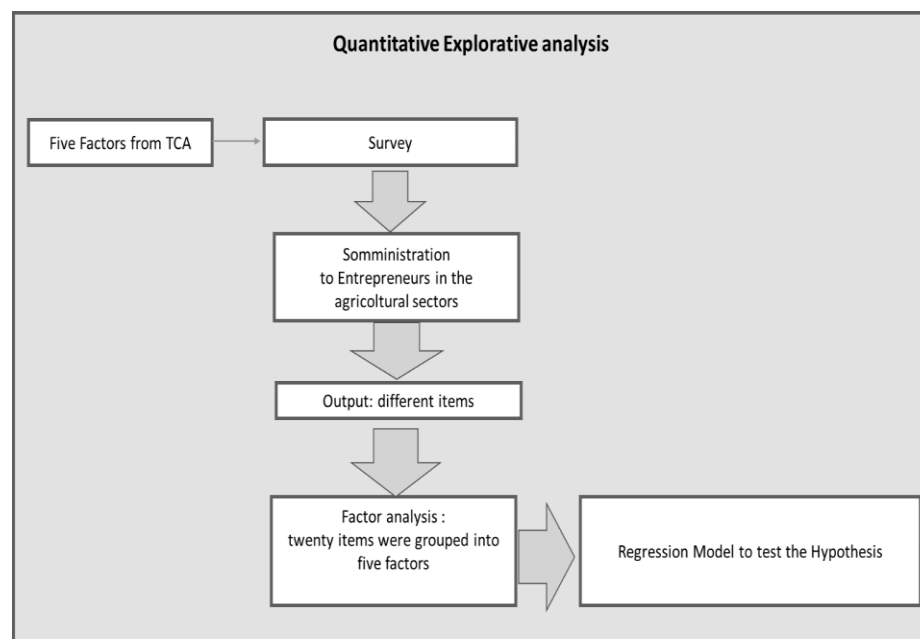 Quantitative Explorative analysis
Five Factors from TCA
Survey
Somministration
to Entrepreneurs in the
agricoltural sectors
Output: different items
Factor analysis :
twenty items were grouped into
five factors
Regression Model to test the Hypothesis